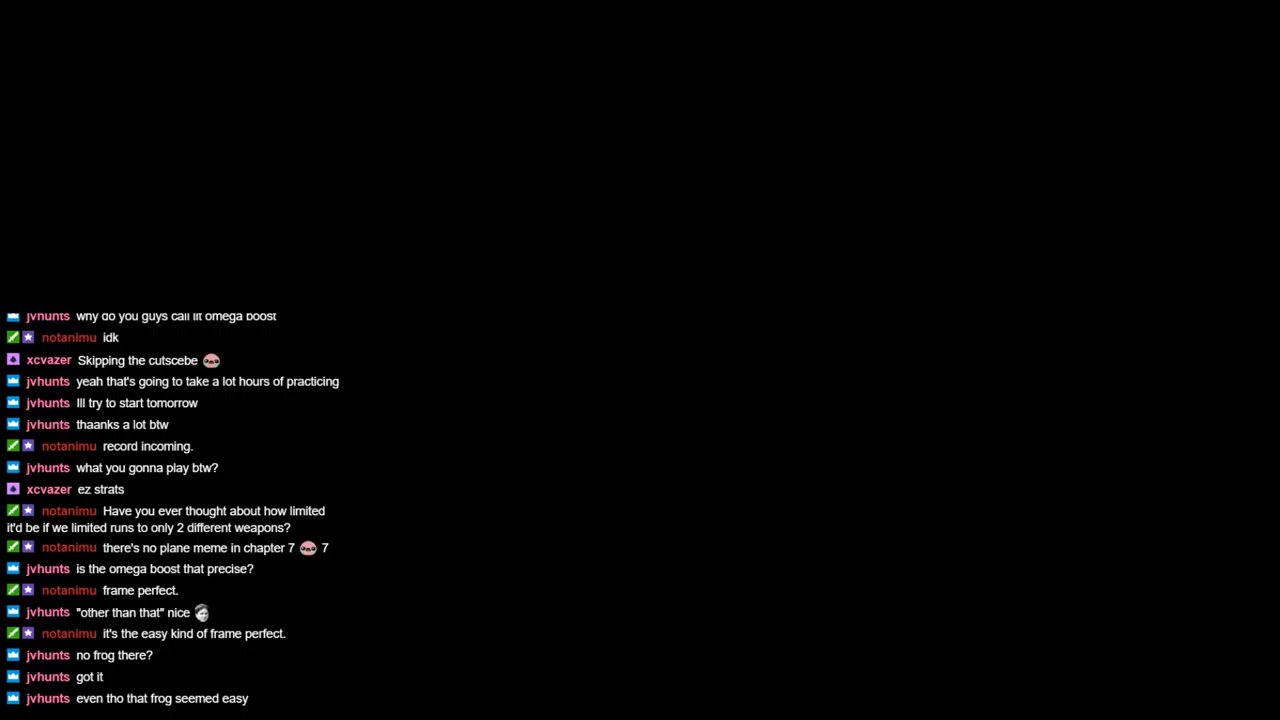 jvhunts why do you guys call iit omega boost
notanimu idk
xcvazer Skipping the cutscebe
jvhunts yeah that's going to take a lot hours of practicing
jvhunts Ill try to start tomorrow
jvhunts thaanks a lot btw
notanimu record incoming.
jvhunts what you gonna play btw?
xcvazer ez strats
notanimu Have you ever thought about how limited
it'd be if we limited runs to only 2 different weapons?
notanimu there's no plane meme in chapter 7 7
jvhunts is the omega boost that precise?
notanimu frame perfect.
jvhunts "other than that" nice
notanimu it's the easy kind of frame perfect.
jvhunts no frog there?
jvhunts got it
jvhunts even tho that frog seemed easy